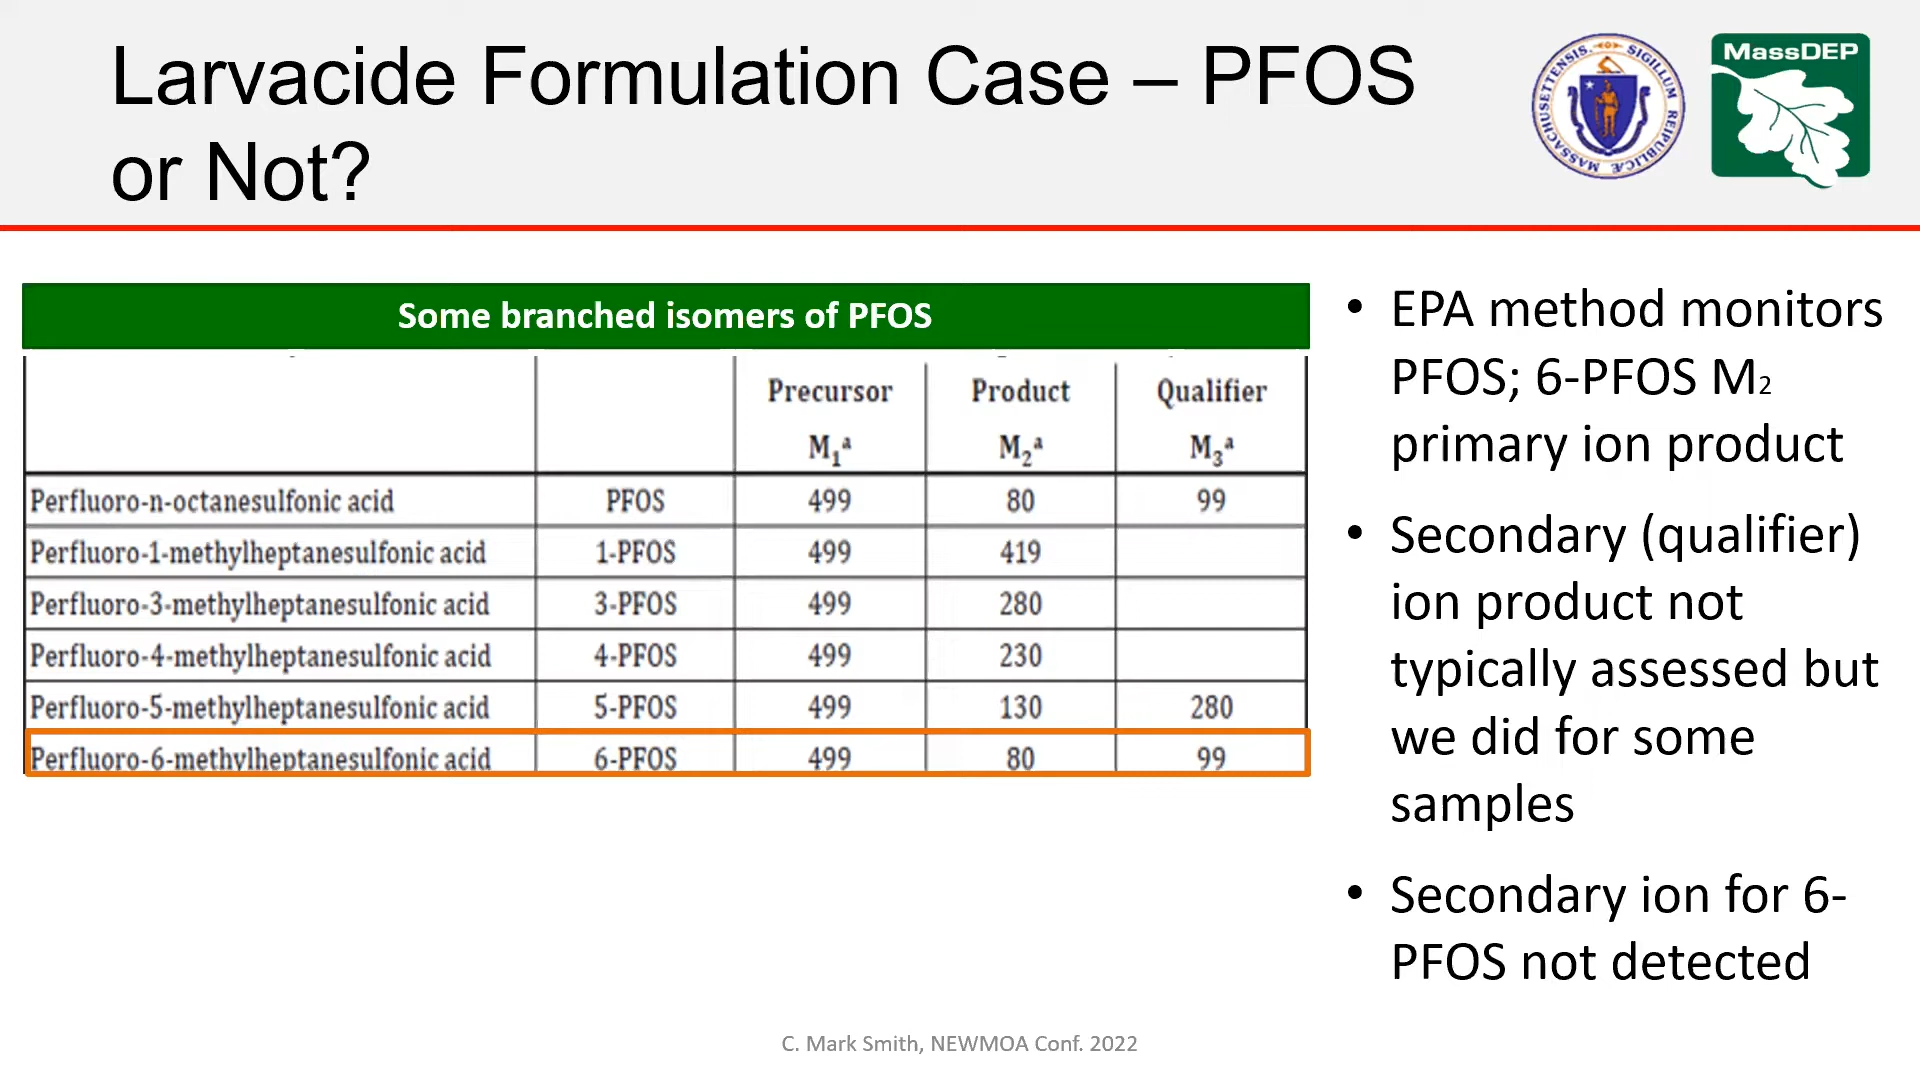 Larvacide Formulation Case – PFOS
or Not?
MASSACHUSETTENSIS. SIGILLUM REIPUBLICÆ
MassDEP
Some branched isomers of PFOS
Precursor Product Qualifier
M₁ᵃ M₂ᵃ M₃ᵃ
Perfluoro-n-octanesulfonic acid PFOS 499 80 99
Perfluoro-1-methylheptanesulfonic acid 1-PFOS 499 419
Perfluoro-3-methylheptanesulfonic acid 3-PFOS 499 280
Perfluoro-4-methylheptanesulfonic acid 4-PFOS 499 230
Perfluoro-5-methylheptanesulfonic acid 5-PFOS 499 130 280
Perfluoro-6-methylheptanesulfonic acid 6-PFOS 499 80 99
• EPA method monitors
PFOS; 6-PFOS M₂
primary ion product
• Secondary (qualifier)
ion product not
typically assessed but
we did for some
samples
• Secondary ion for 6-
PFOS not detected
C. Mark Smith, NEWMOA Conf. 2022